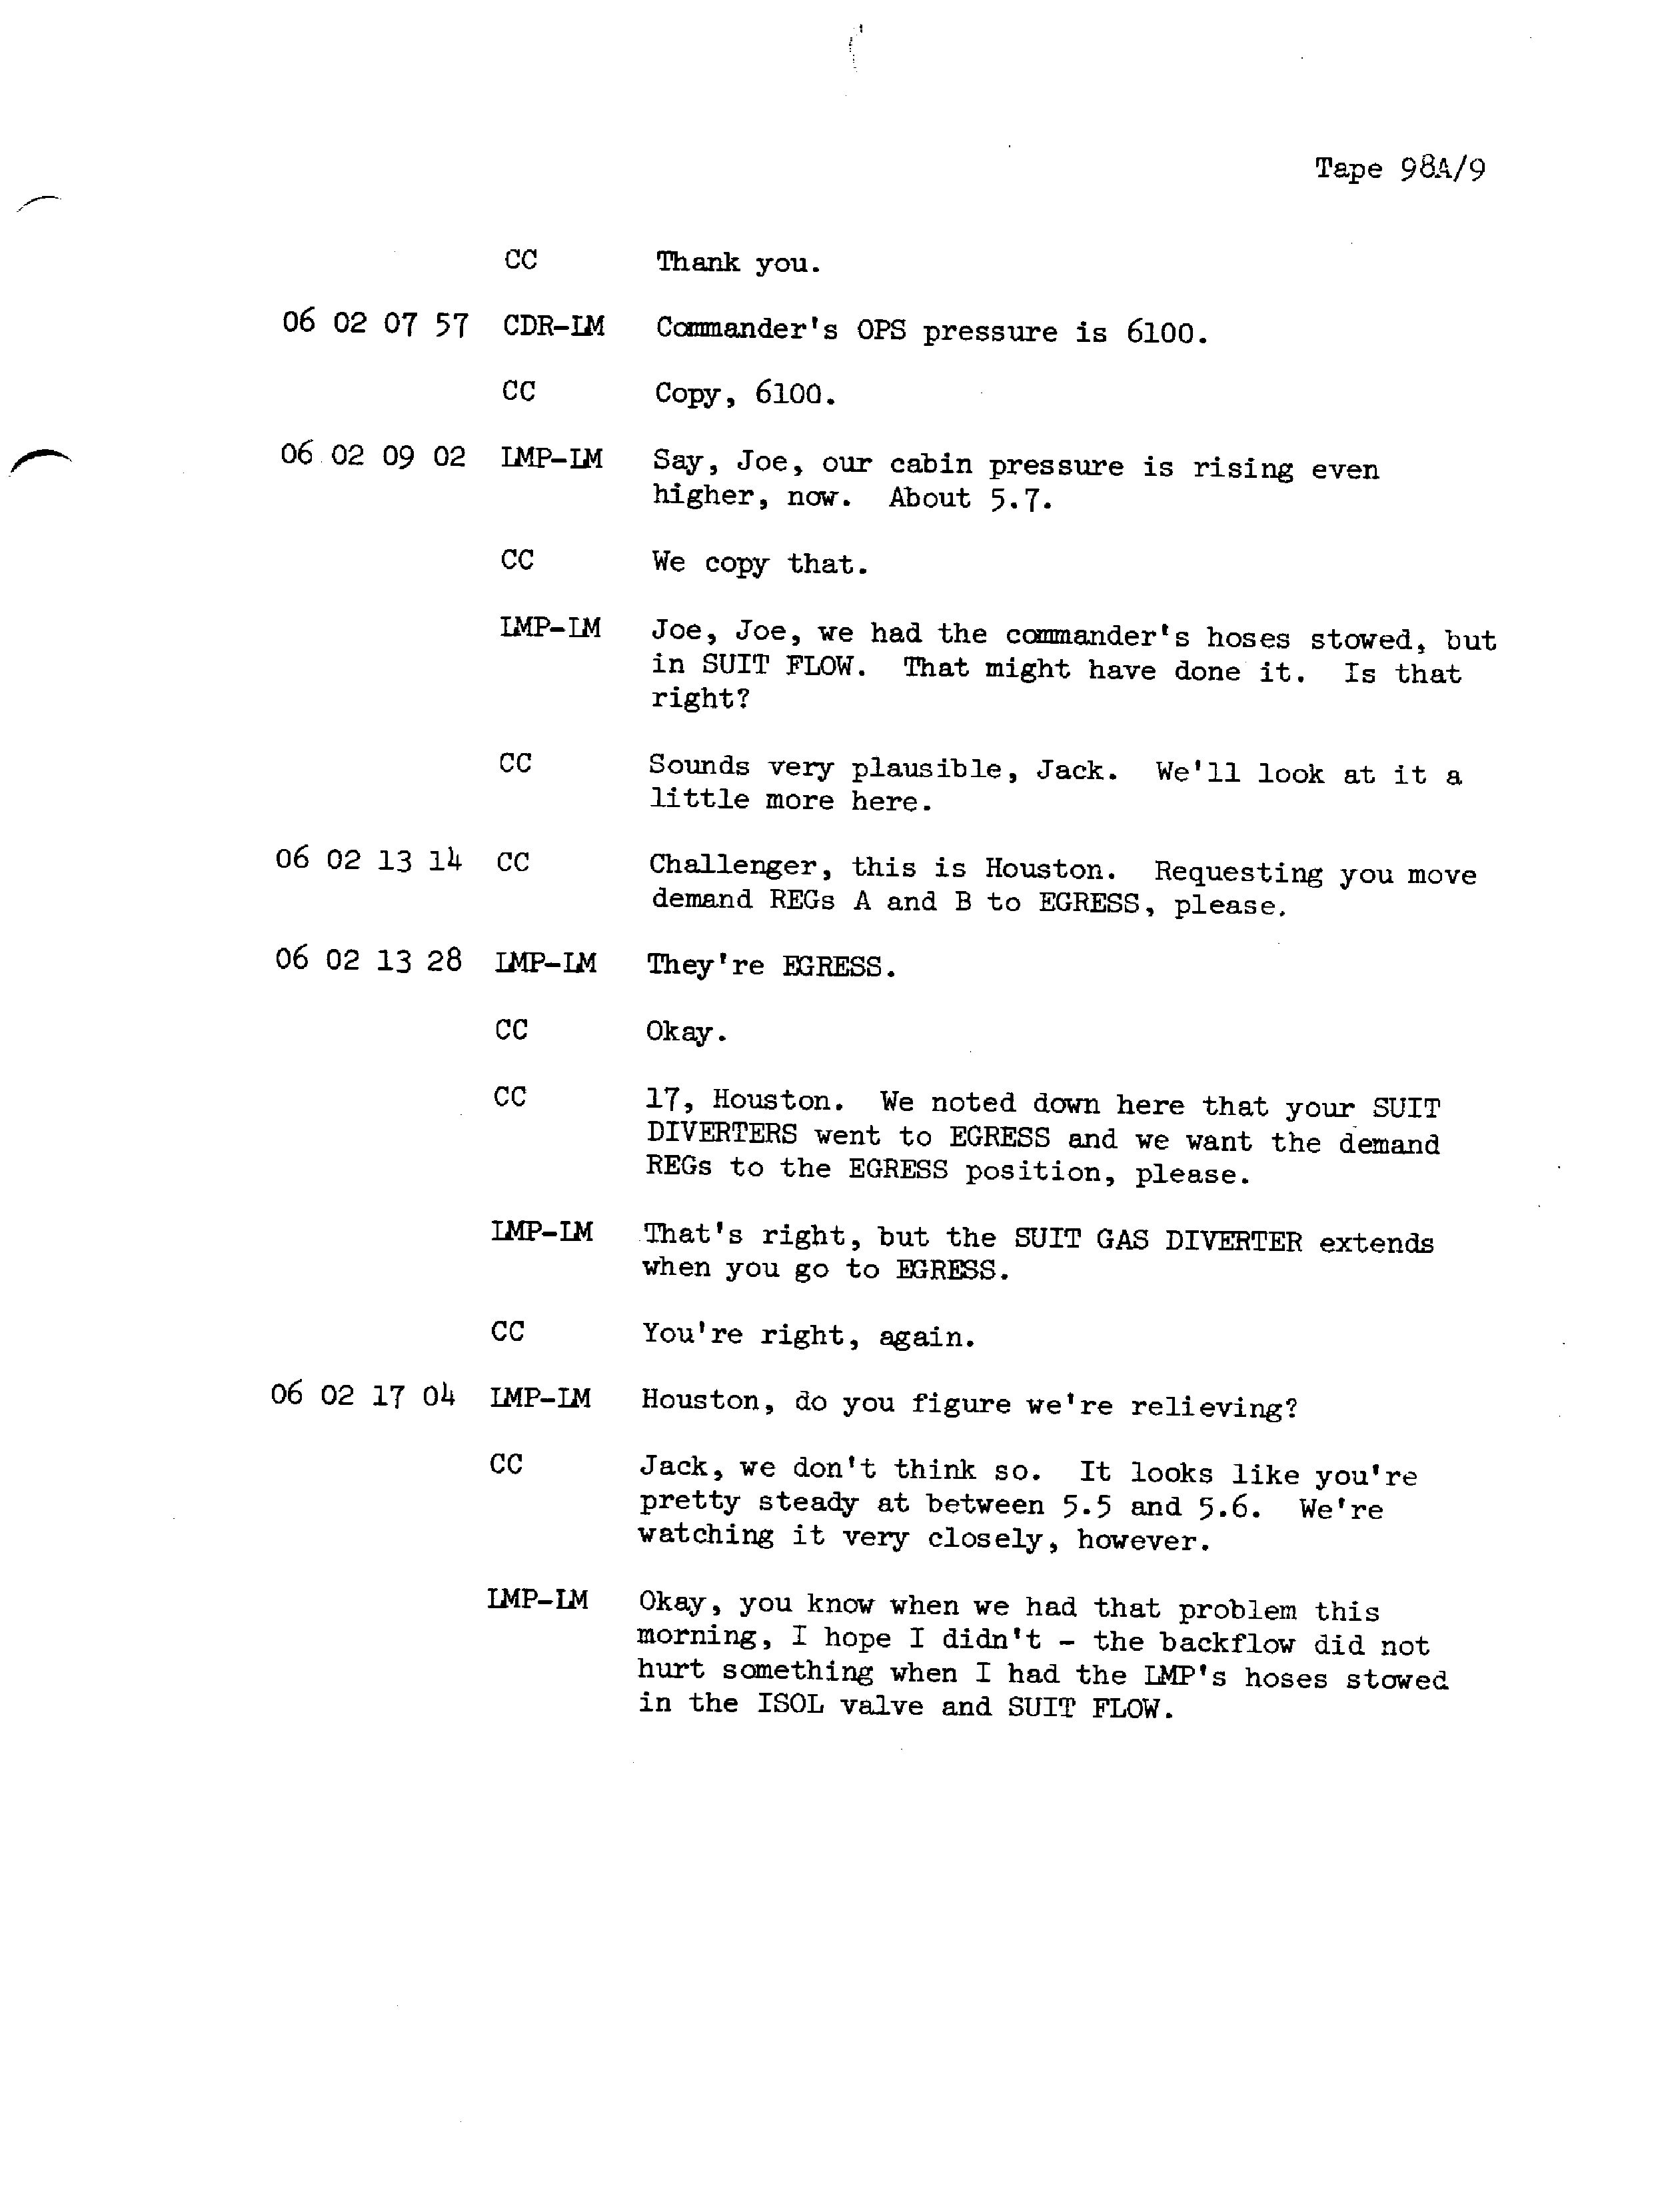 Tape 98A/9
CC Thank you.
06 02 07 57 CDR-LM Commander's OPS pressure is 6100.
CC Copy, 6100.
06 02 09 02 LMP-LM Say, Joe, our cabin pressure is rising even
higher, now. About 5.7.
CC We copy that.
LMP-LM Joe, Joe, we had the commander's hoses stowed, but
in SUIT FLOW. That might have done it. Is that
right?
CC Sounds very plausible, Jack. We'll look at it a
little more here.
06 02 13 14 CC Challenger, this is Houston. Requesting you move
demand REGs A and B to EGRESS, please.
06 02 13 28 LMP-LM They're EGRESS.
CC Okay.
CC 17, Houston. We noted down here that your SUIT
DIVERTERS went to EGRESS and we want the demand
REGs to the EGRESS position, please.
LMP-LM That's right, but the SUIT GAS DIVERTER extends
when you go to EGRESS.
CC You're right, again.
06 02 17 04 LMP-LM Houston, do you figure we're relieving?
CC Jack, we don't think so. It looks like you're
pretty steady at between 5.5 and 5.6. We're
watching it very closely, however.
LMP-LM Okay, you know when we had that problem this
morning, I hope I didn't - the backflow did not
hurt something when I had the LMP's hoses stowed
in the ISOL valve and SUIT FLOW.